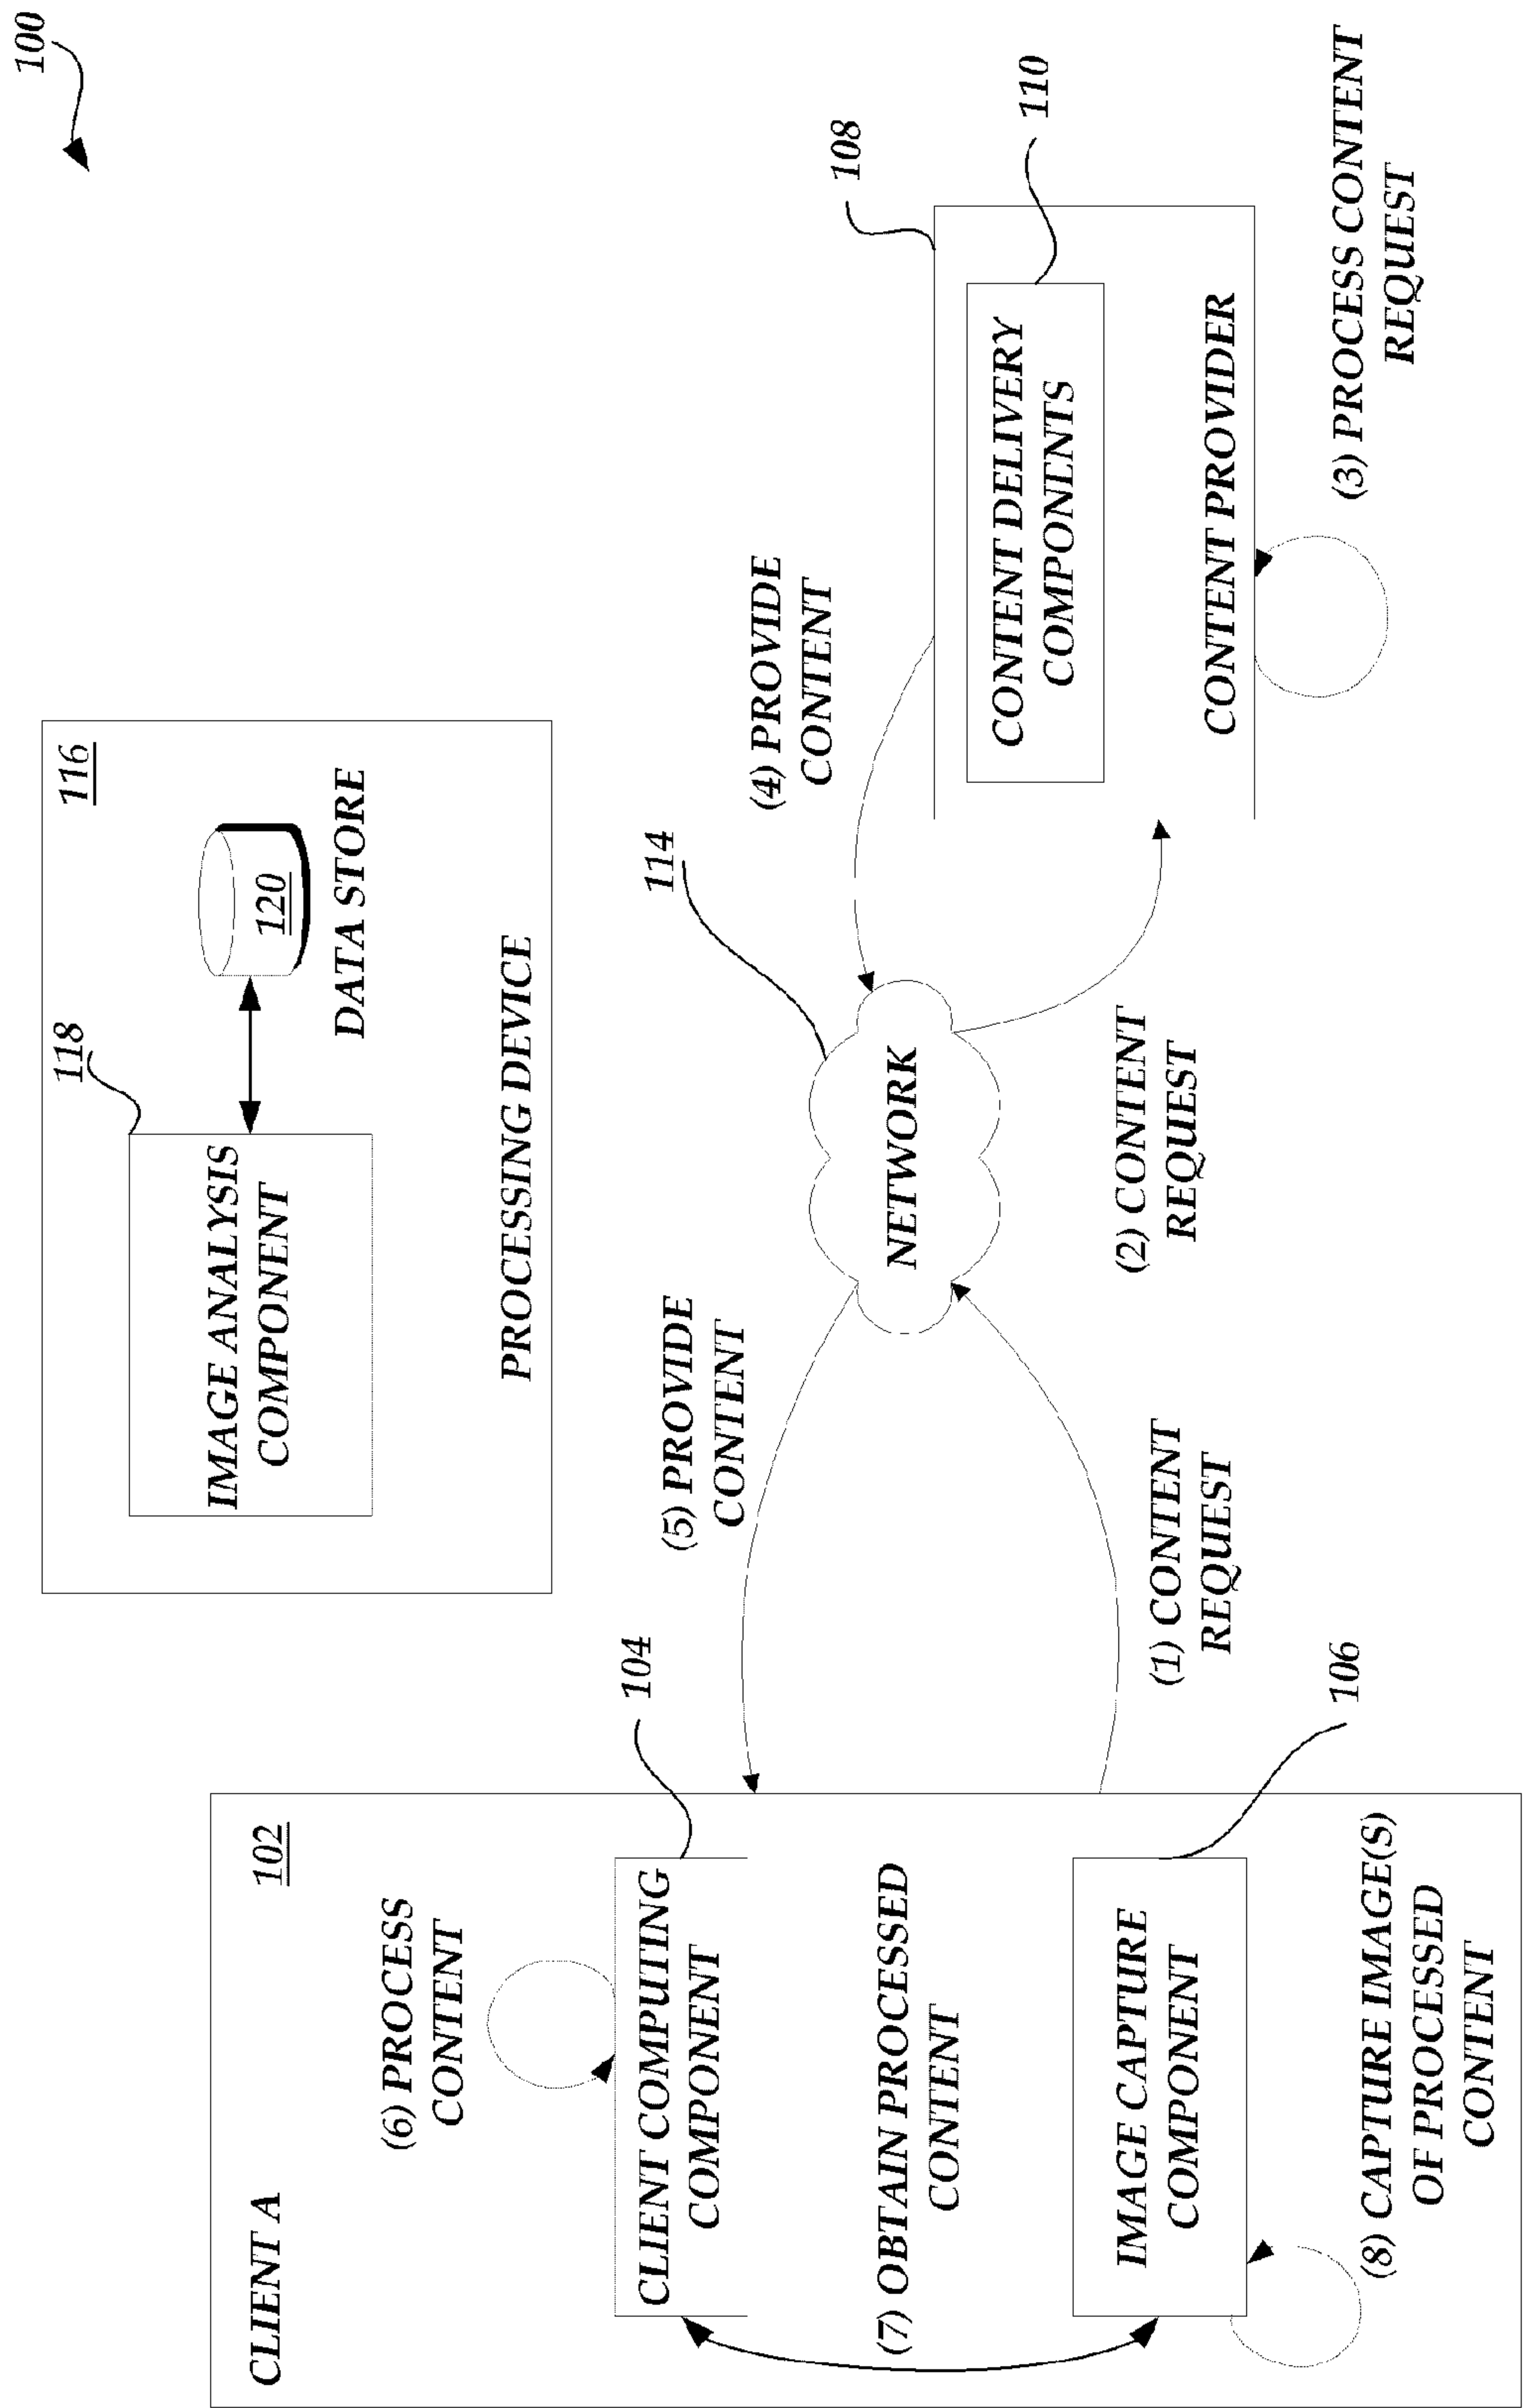 100
116
118
IMAGE ANALYSIS
COMPONENT
120
DATA STORE
PROCESSING DEVICE
CLIENT A
102
(6) PROCESS
CONTENT
104
CLIENT COMPUTING
COMPONENT
(7) OBTAIN PROCESSED
CONTENT
IMAGE CAPTURE
COMPONENT
106
(8) CAPTURE IMAGE(S)
OF PROCESSED
CONTENT
(5) PROVIDE
CONTENT
(1) CONTENT
REQUEST
114
NETWORK
(4) PROVIDE
CONTENT
(2) CONTENT
REQUEST
108
110
CONTENT DELIVERY
COMPONENTS
CONTENT PROVIDER
(3) PROCESS CONTENT
REQUEST